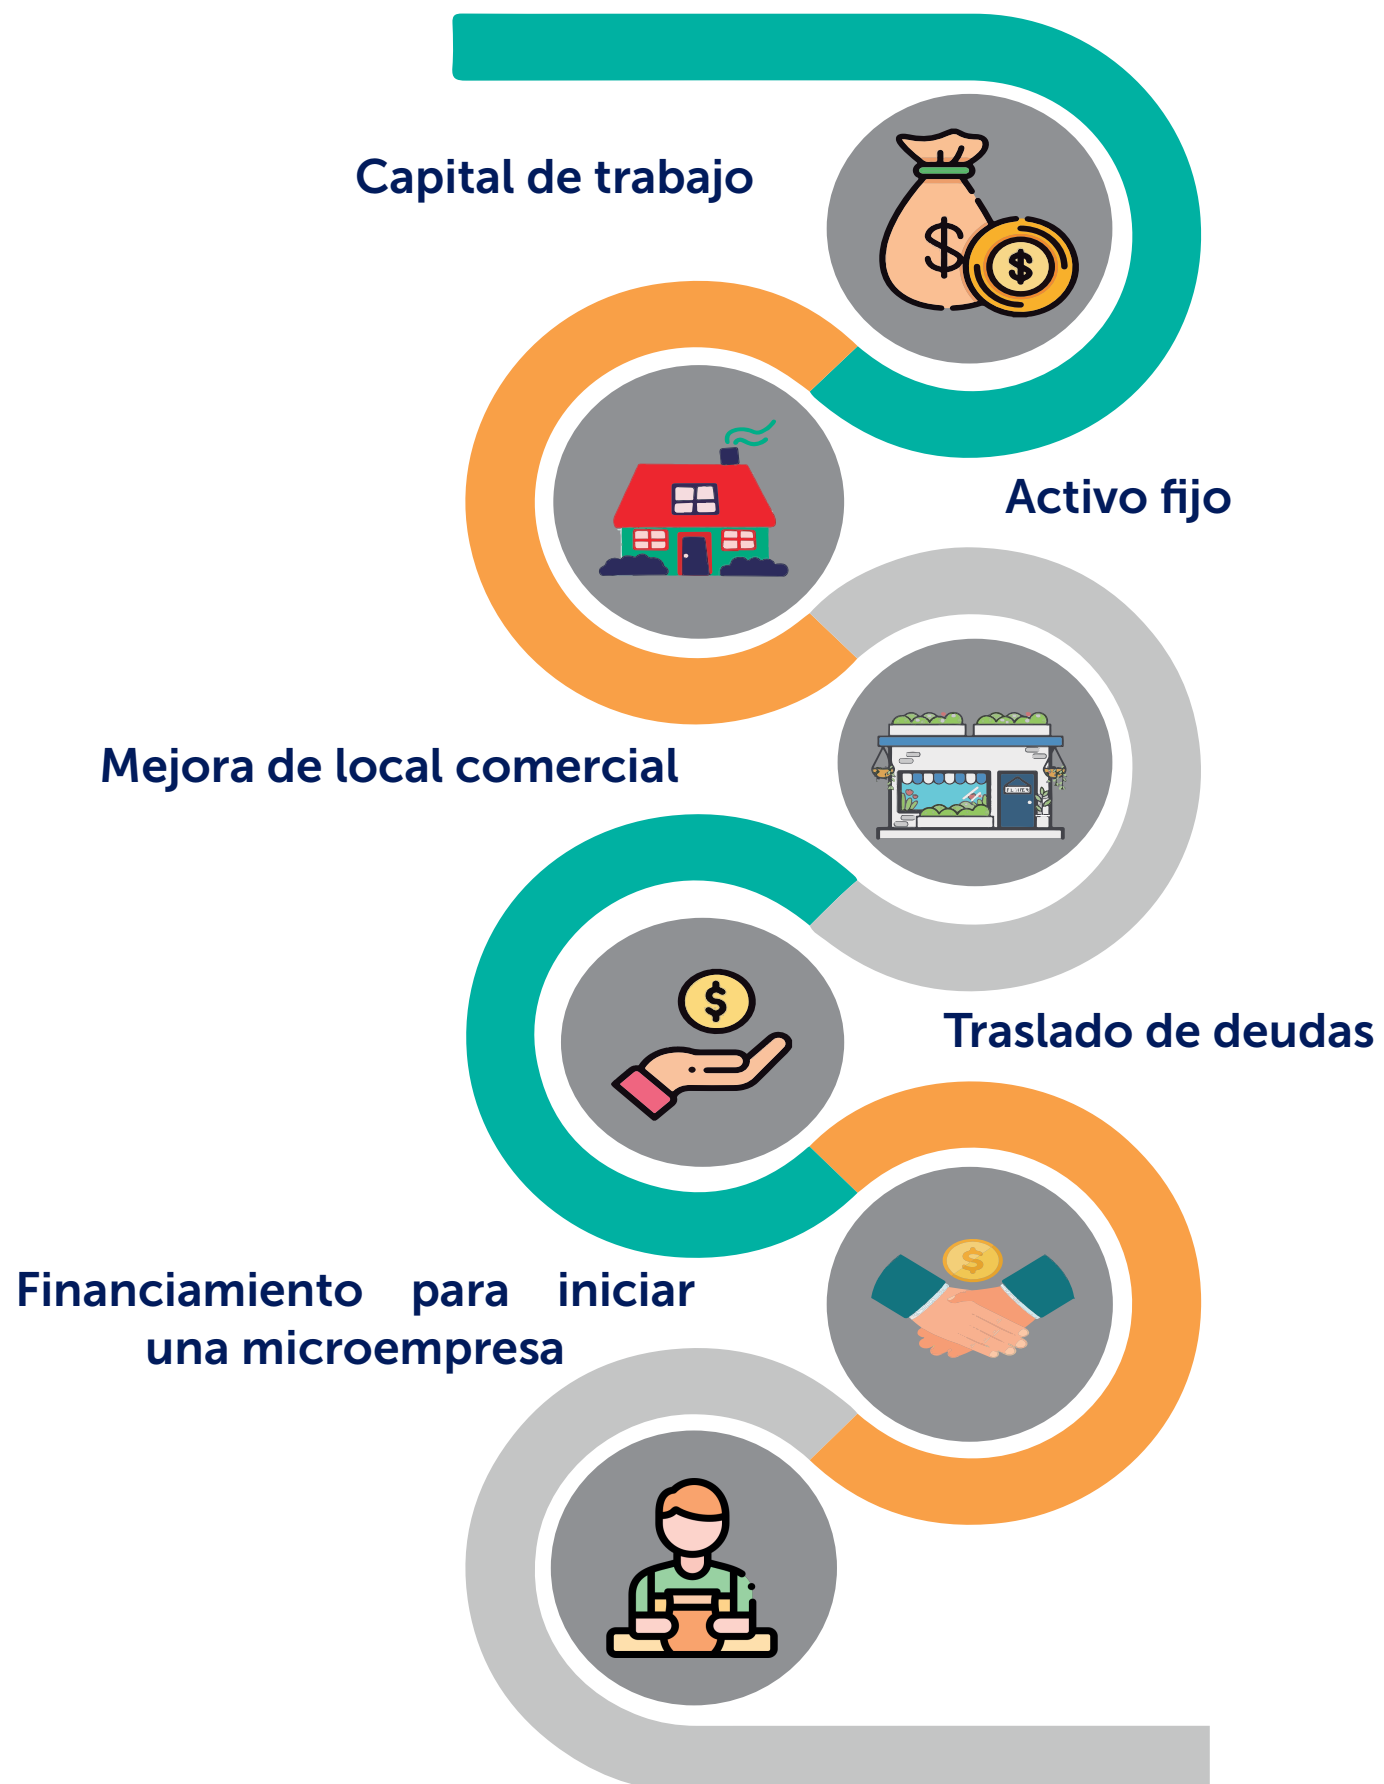 Capital de trabajo
$
$
Activo fijo
Mejora de local comercial
$
Traslado de deudas
$
Financiamiento para iniciar
una microempresa